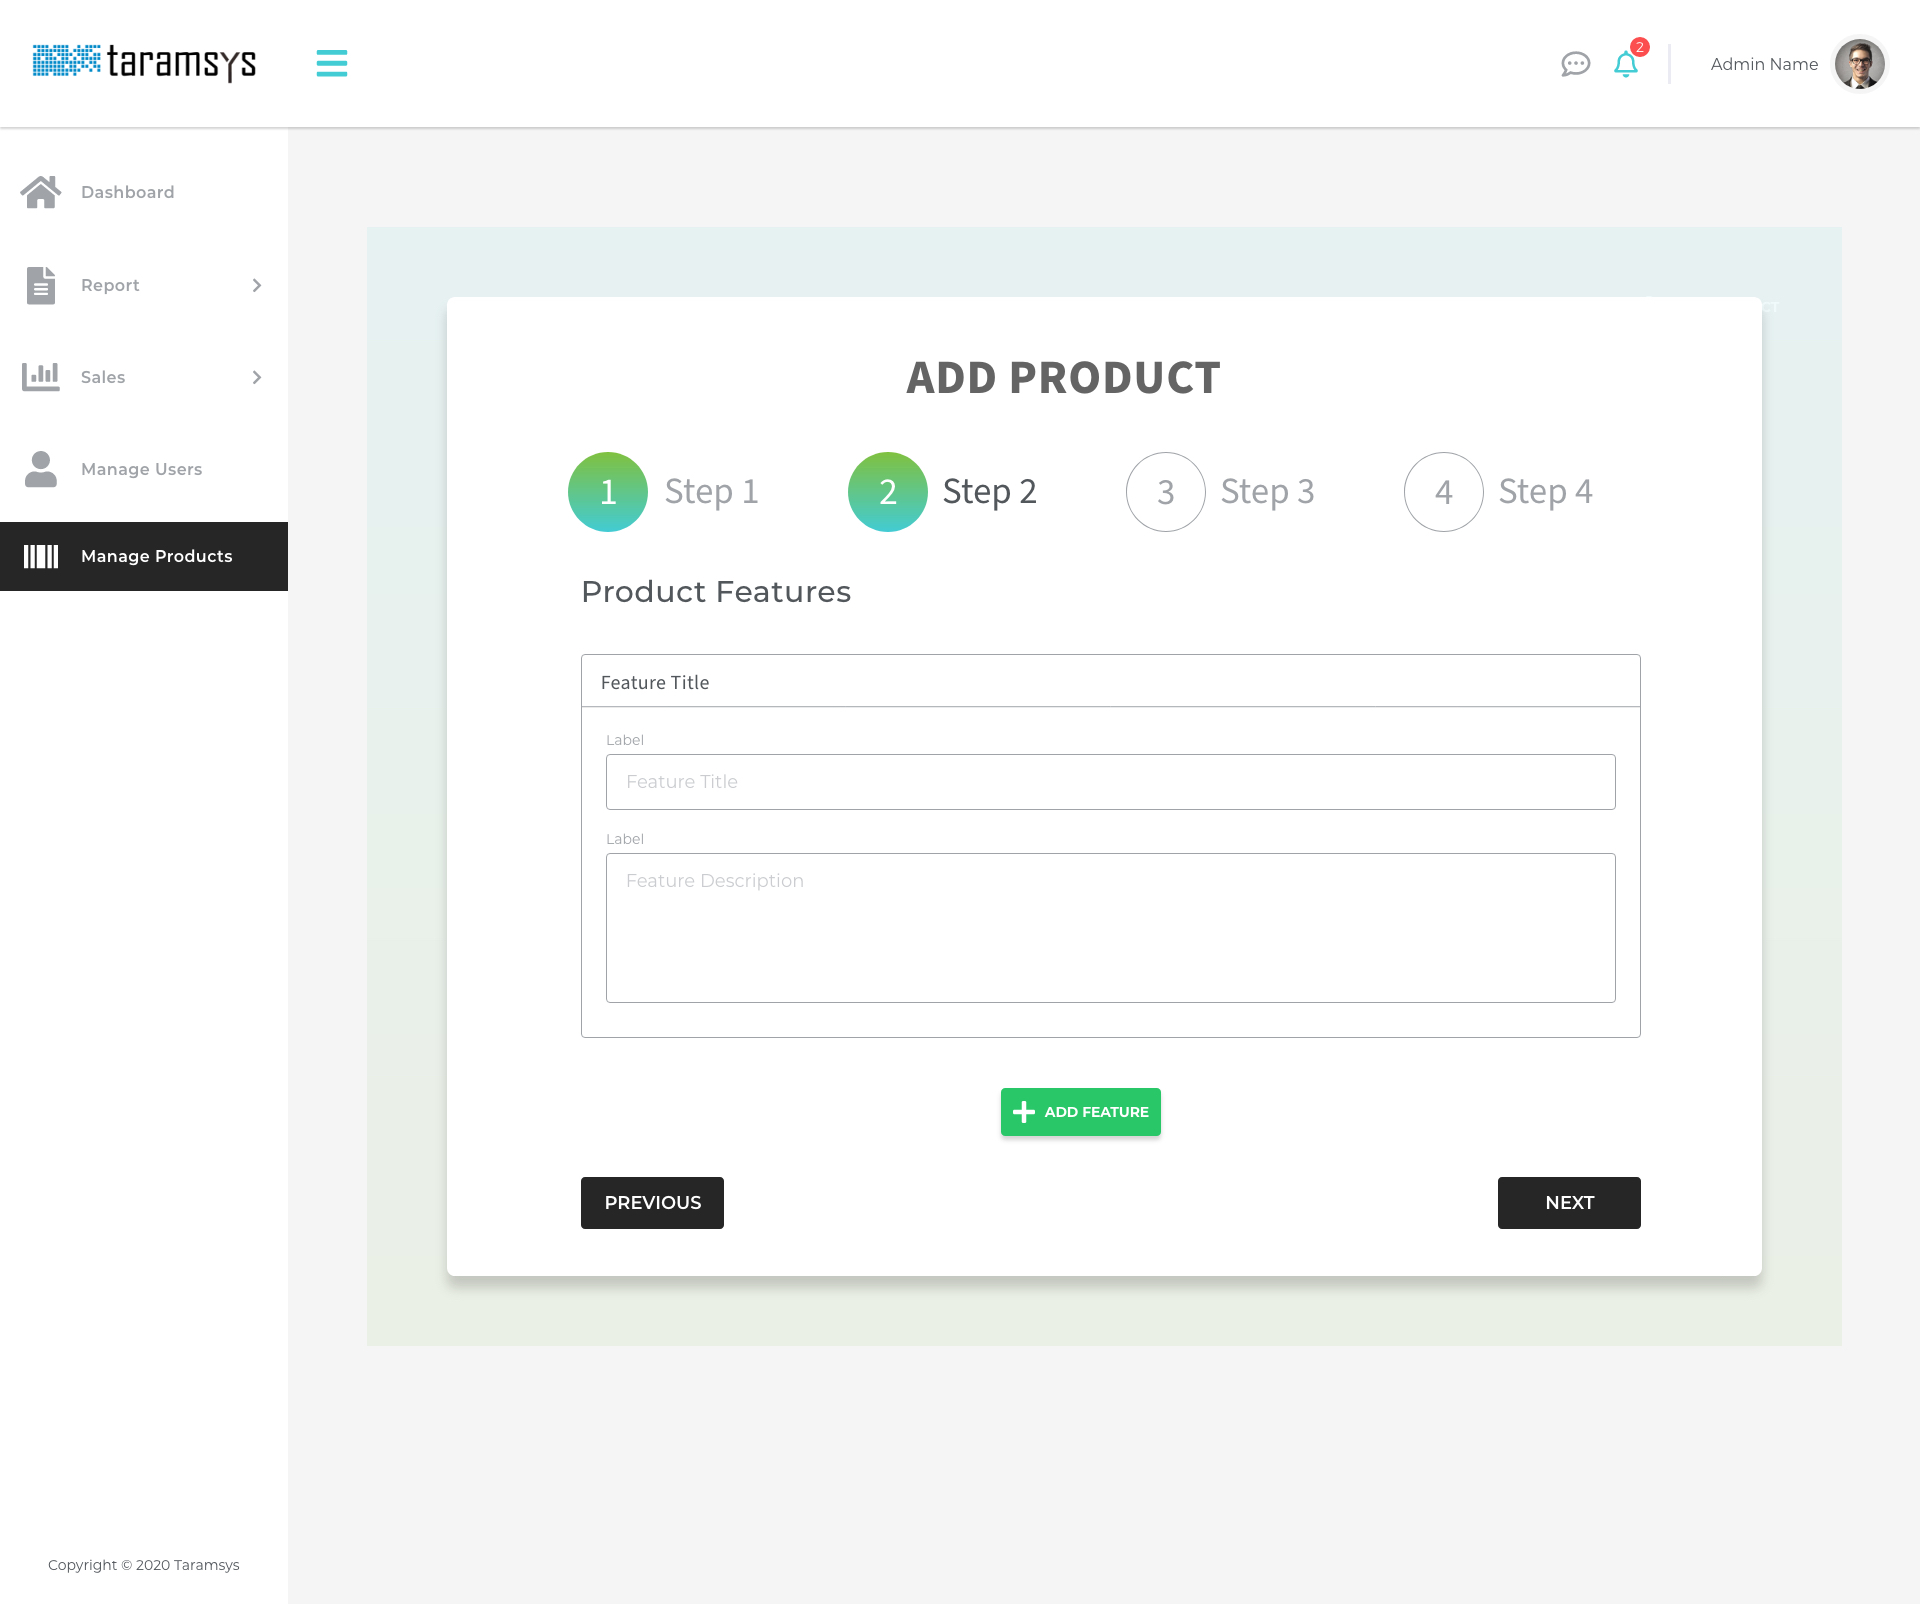 taramsys
2
Admin Name
Dashboard
Report
Sales
Manage Users
Manage Products
ADD PRODUCT
1 Step 1
2 Step 2
3 Step 3
4 Step 4
Product Features
Feature Title
Label
Feature Title
Label
Feature Description
ADD FEATURE
PREVIOUS
NEXT
Copyright © 2020 Taramsys